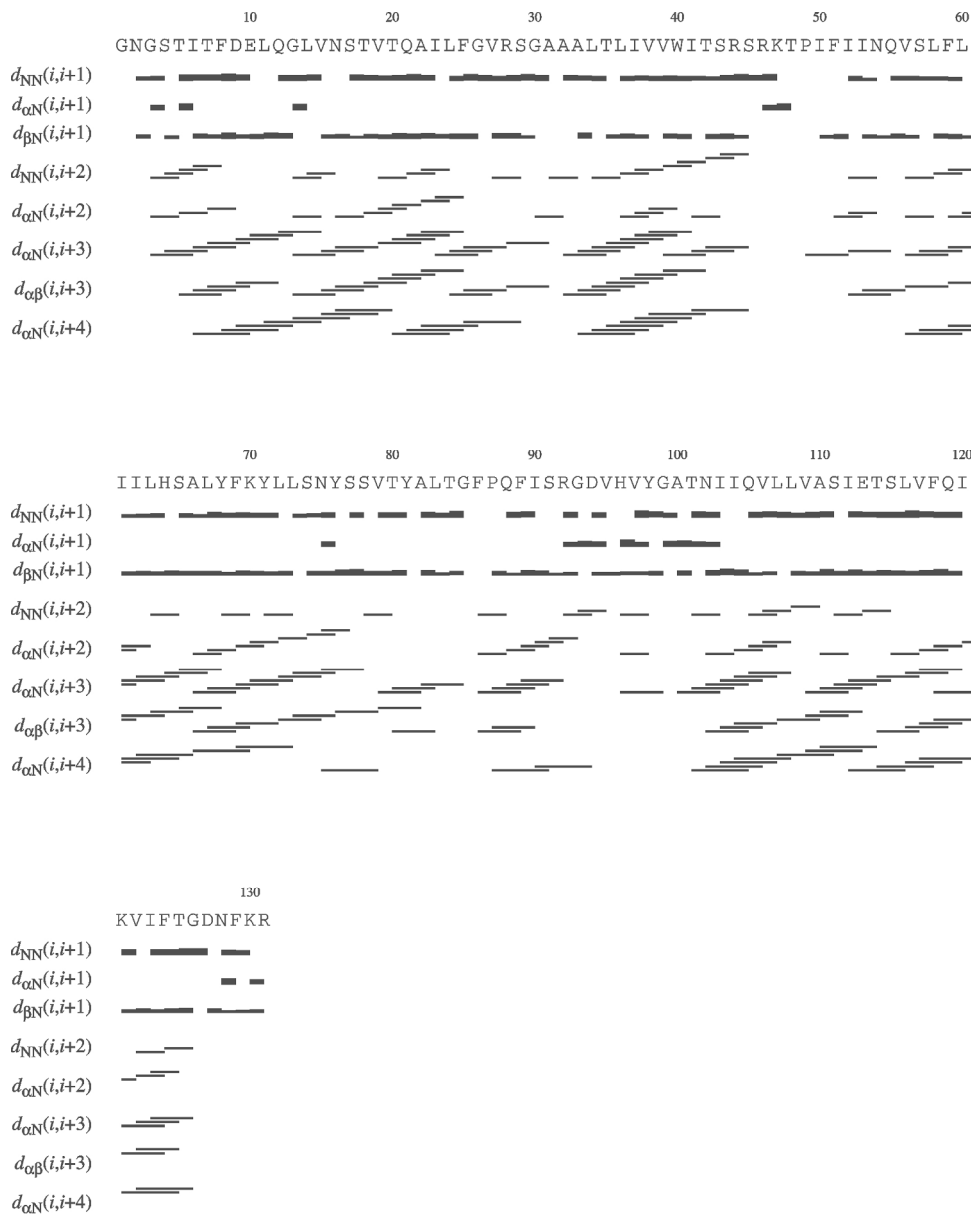 10 20 30 40 50 60
GNGSTITFDELQGLVNSTVTQAILFGVRSGAAALTLIVVWITSRSRKTPIFIINQVSLFL
dNN(i,i+1)
dαN(i,i+1)
dβN(i,i+1)
dNN(i,i+2)
dαN(i,i+2)
dαN(i,i+3)
dαβ(i,i+3)
dαN(i,i+4)
70 80 90 100 110 120
IILHSALYFKYLLSNYSSVTYALTGFPQFISRGDVHVYGATNIIQVLLVASIETSLVFQI
dNN(i,i+1)
dαN(i,i+1)
dβN(i,i+1)
dNN(i,i+2)
dαN(i,i+2)
dαN(i,i+3)
dαβ(i,i+3)
dαN(i,i+4)
130
KVIFTGDNFKR
dNN(i,i+1)
dαN(i,i+1)
dβN(i,i+1)
dNN(i,i+2)
dαN(i,i+2)
dαN(i,i+3)
dαβ(i,i+3)
dαN(i,i+4)